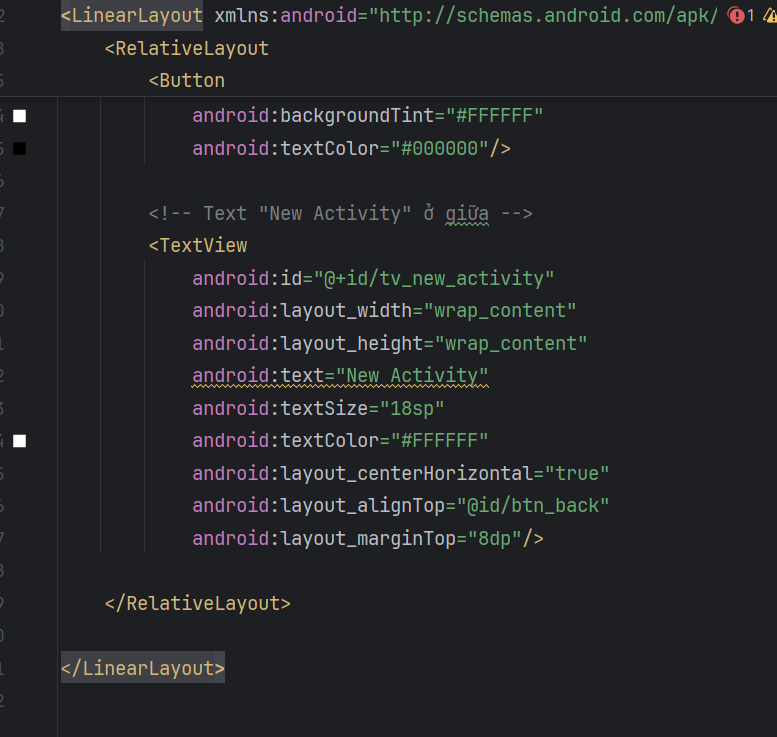 <LinearLayout xmlns:android="http://schemas.android.com/apk/ 1
<RelativeLayout
<Button
android:backgroundTint="#FFFFFF"
android:textColor="#000000"/>
<!-- Text "New Activity" ở giữa -->
<TextView
android:id="@+id/tv_new_activity"
android:layout_width="wrap_content"
android:layout_height="wrap_content"
android:text="New Activity"
android:textSize="18sp"
android:textColor="#FFFFFF"
android:layout_centerHorizontal="true"
android:layout_alignTop="@id/btn_back"
android:layout_marginTop="8dp"/>
</RelativeLayout>
</LinearLayout>